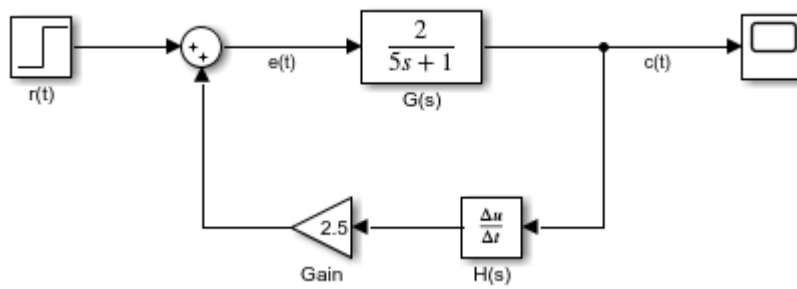 r(t)
++
e(t)
2
5s + 1
G(s)
c(t)
2.5
Gain
Δu
Δt
H(s)